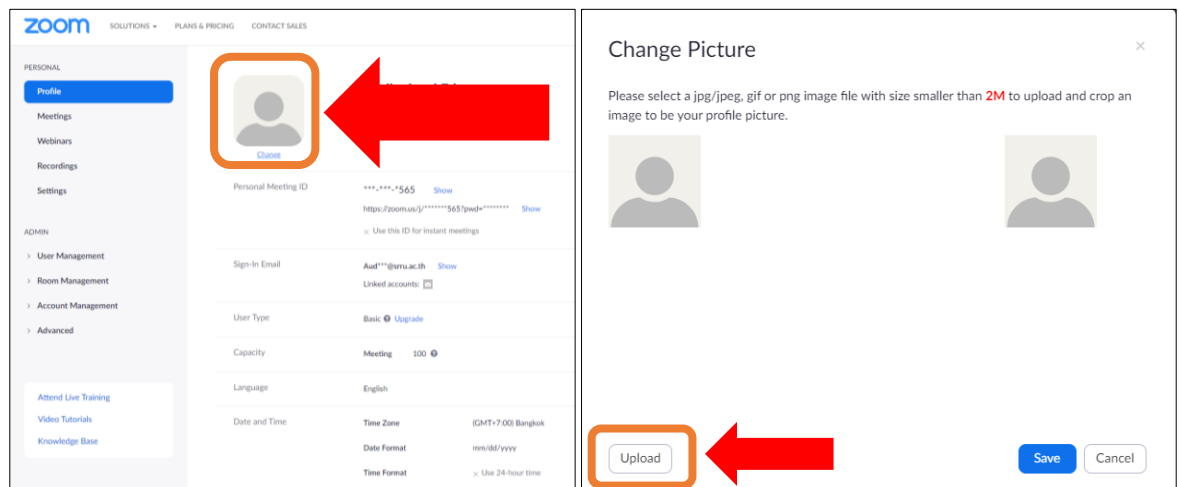 zoom SOLUTIONS PLANS & PRICING CONTACT SALES
PERSONAL
Profile
Meetings
Webinars
Recordings
Settings
ADMIN
User Management
Room Management
Account Management
Advanced
Attend Live Training
Video Tutorials
Knowledge Base
Change
Personal Meeting ID ***-***-*565 Show
https://zoom.us/j/*******565?pwd=******** Show
× Use this ID for instant meetings
Sign-In Email Aud***@srru.ac.th Show
Linked accounts:
User Type Basic Upgrade
Capacity Meeting 100
Language English
Date and Time Time Zone (GMT+7:00) Bangkok
Date Format mm/dd/yyyy
Time Format × Use 24-hour time
Change Picture ×
Please select a jpg/jpeg, gif or png image file with size smaller than 2M to upload and crop an
image to be your profile picture.
Upload Save Cancel